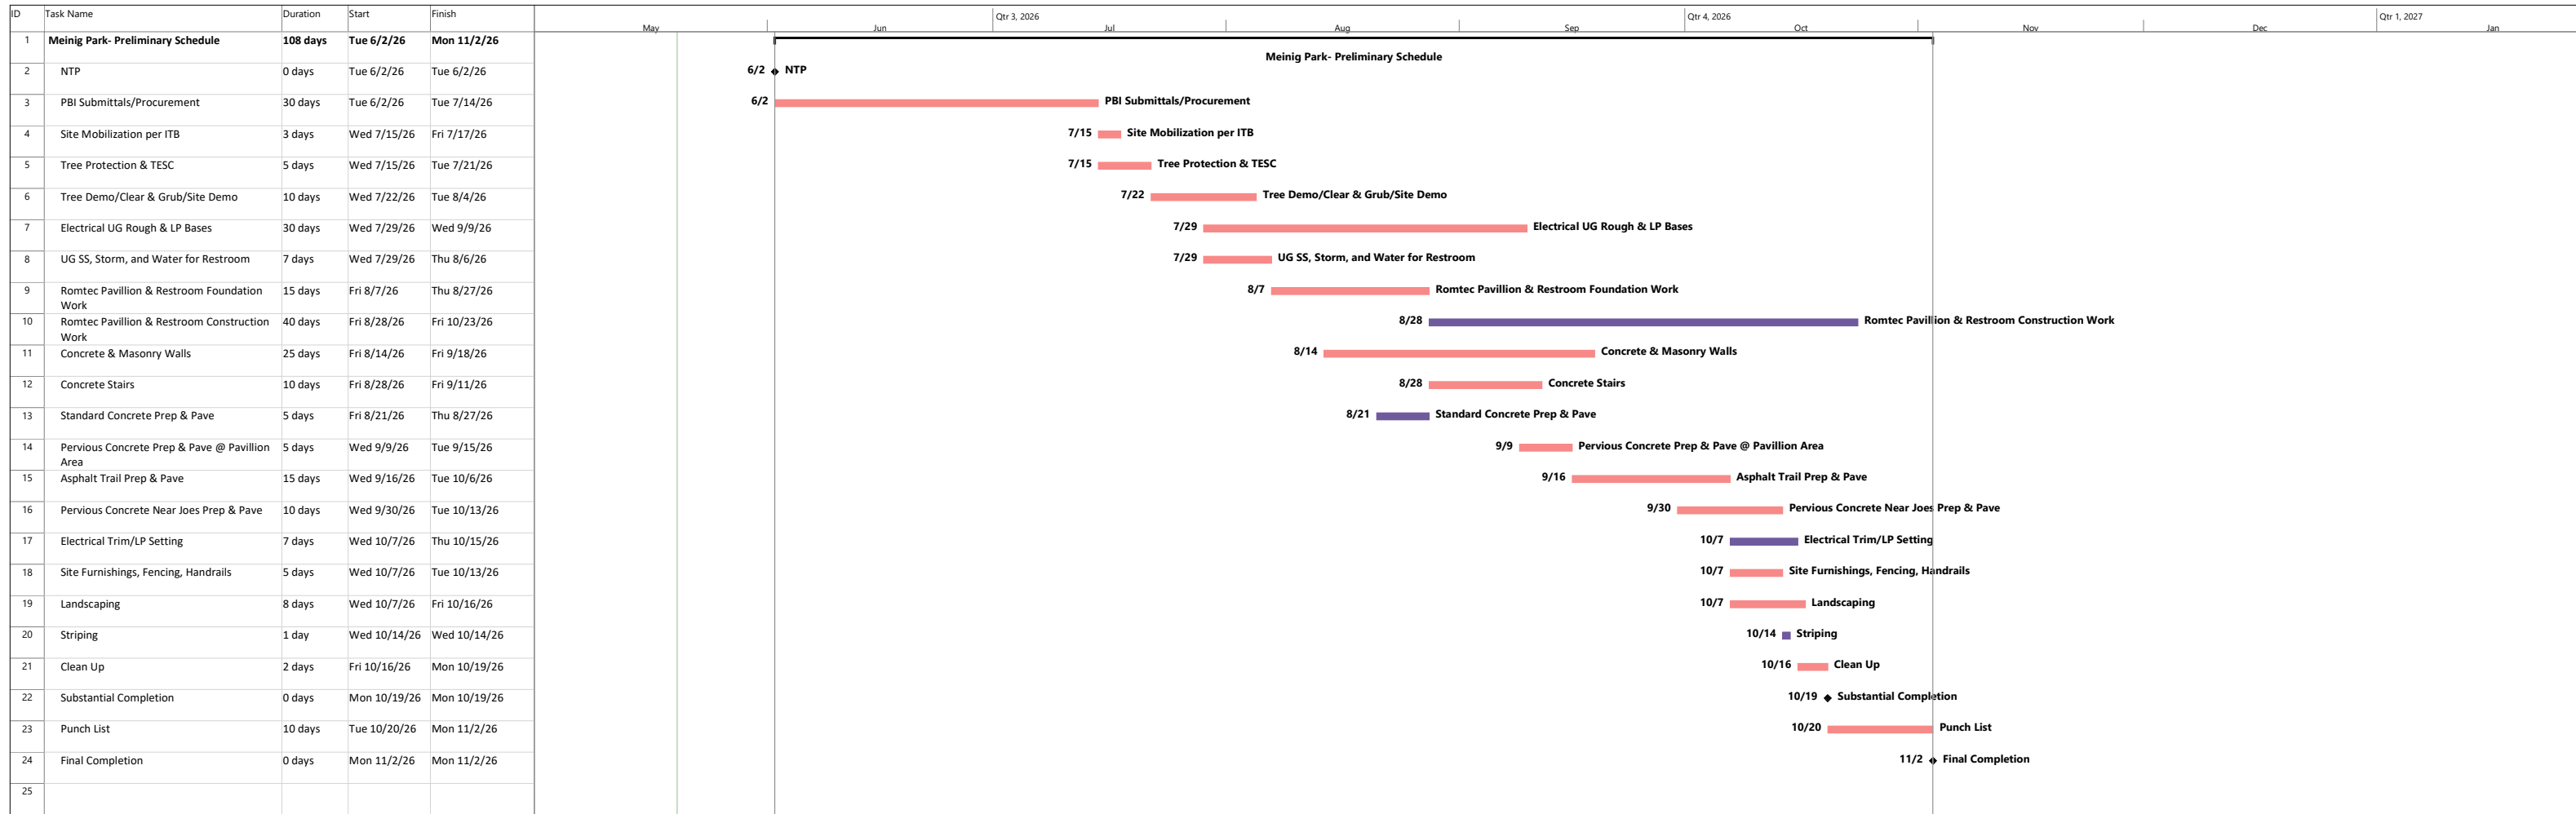 ID Task Name Duration Start Finish
Qtr 3, 2026 Qtr 4, 2026 Qtr 1, 2027
May Jun Jul Aug Sep Oct Nov Dec Jan
1 Meinig Park- Preliminary Schedule 108 days Tue 6/2/26 Mon 11/2/26
Meinig Park- Preliminary Schedule
2 NTP 0 days Tue 6/2/26 Tue 6/2/26 6/2 NTP
3 PBI Submittals/Procurement 30 days Tue 6/2/26 Tue 7/14/26 6/2 PBI Submittals/Procurement
4 Site Mobilization per ITB 3 days Wed 7/15/26 Fri 7/17/26 7/15 Site Mobilization per ITB
5 Tree Protection & TESC 5 days Wed 7/15/26 Tue 7/21/26 7/15 Tree Protection & TESC
6 Tree Demo/Clear & Grub/Site Demo 10 days Wed 7/22/26 Tue 8/4/26 7/22 Tree Demo/Clear & Grub/Site Demo
7 Electrical UG Rough & LP Bases 30 days Wed 7/29/26 Wed 9/9/26 7/29 Electrical UG Rough & LP Bases
8 UG SS, Storm, and Water for Restroom 7 days Wed 7/29/26 Thu 8/6/26 7/29 UG SS, Storm, and Water for Restroom
9 Romtec Pavillion & Restroom Foundation 15 days Fri 8/7/26 Thu 8/27/26 8/7 Romtec Pavillion & Restroom Foundation Work
Work
10 Romtec Pavillion & Restroom Construction 40 days Fri 8/28/26 Fri 10/23/26 8/28 Romtec Pavillion & Restroom Construction Work
Work
11 Concrete & Masonry Walls 25 days Fri 8/14/26 Fri 9/18/26 8/14 Concrete & Masonry Walls
12 Concrete Stairs 10 days Fri 8/28/26 Fri 9/11/26 8/28 Concrete Stairs
13 Standard Concrete Prep & Pave 5 days Fri 8/21/26 Thu 8/27/26 8/21 Standard Concrete Prep & Pave
14 Pervious Concrete Prep & Pave @ Pavillion 5 days Wed 9/9/26 Tue 9/15/26 9/9 Pervious Concrete Prep & Pave @ Pavillion Area
Area
15 Asphalt Trail Prep & Pave 15 days Wed 9/16/26 Tue 10/6/26 9/16 Asphalt Trail Prep & Pave
16 Pervious Concrete Near Joes Prep & Pave 10 days Wed 9/30/26 Tue 10/13/26 9/30 Pervious Concrete Near Joes Prep & Pave
17 Electrical Trim/LP Setting 7 days Wed 10/7/26 Thu 10/15/26 10/7 Electrical Trim/LP Setting
18 Site Furnishings, Fencing, Handrails 5 days Wed 10/7/26 Tue 10/13/26 10/7 Site Furnishings, Fencing, Handrails
19 Landscaping 8 days Wed 10/7/26 Fri 10/16/26 10/7 Landscaping
20 Striping 1 day Wed 10/14/26 Wed 10/14/26 10/14 Striping
21 Clean Up 2 days Fri 10/16/26 Mon 10/19/26 10/16 Clean Up
22 Substantial Completion 0 days Mon 10/19/26 Mon 10/19/26 10/19 Substantial Completion
23 Punch List 10 days Tue 10/20/26 Mon 11/2/26 10/20 Punch List
24 Final Completion 0 days Mon 11/2/26 Mon 11/2/26 11/2 Final Completion
25